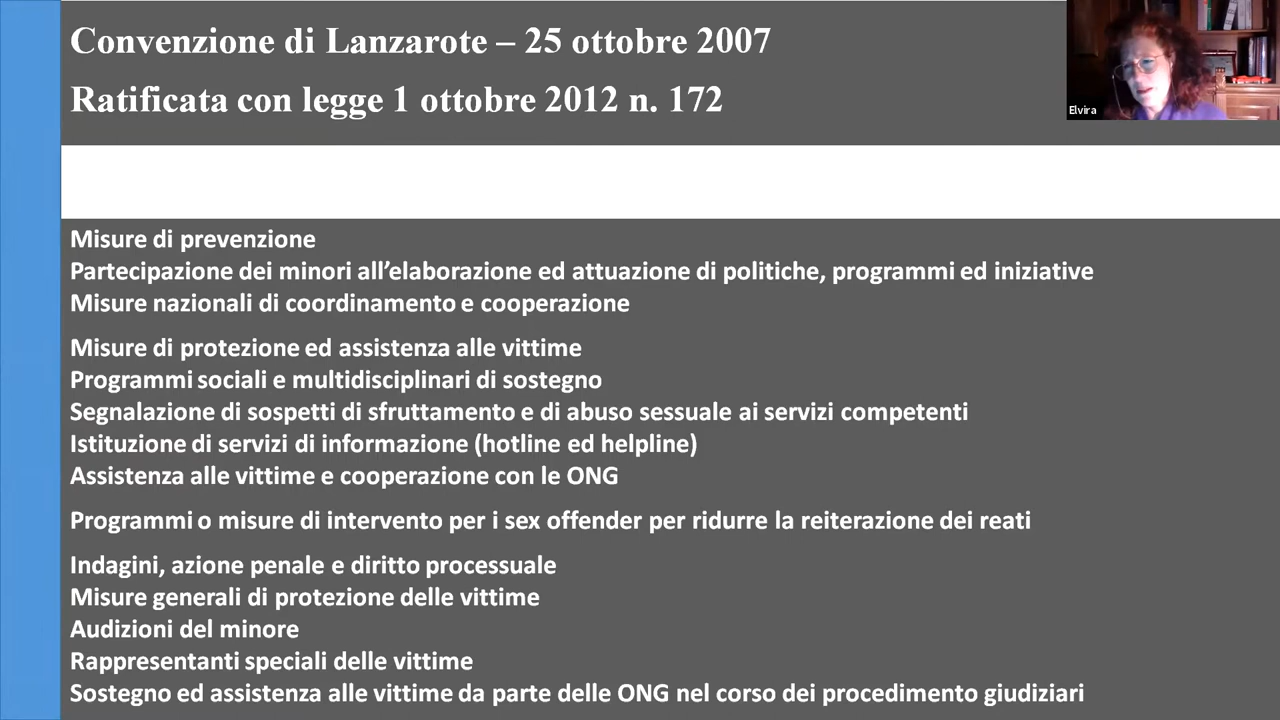 Convenzione di Lanzarote – 25 ottobre 2007
Ratificata con legge 1 ottobre 2012 n. 172
Elvira
Misure di prevenzione
Partecipazione dei minori all’elaborazione ed attuazione di politiche, programmi ed iniziative
Misure nazionali di coordinamento e cooperazione
Misure di protezione ed assistenza alle vittime
Programmi sociali e multidisciplinari di sostegno
Segnalazione di sospetti di sfruttamento e di abuso sessuale ai servizi competenti
Istituzione di servizi di informazione (hotline ed helpline)
Assistenza alle vittime e cooperazione con le ONG
Programmi o misure di intervento per i sex offender per ridurre la reiterazione dei reati
Indagini, azione penale e diritto processuale
Misure generali di protezione delle vittime
Audizioni del minore
Rappresentanti speciali delle vittime
Sostegno ed assistenza alle vittime da parte delle ONG nel corso dei procedimento giudiziari